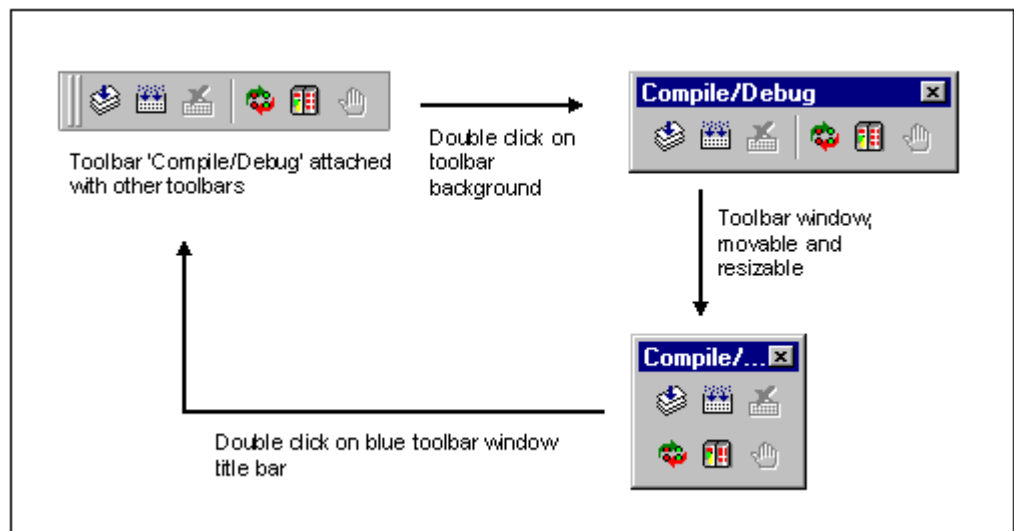 Toolbar 'Compile/Debug' attached
with other toolbars
Double click on
toolbar
background
Compile/Debug
Toolbar window,
movable and
resizable
Compile/...
Double click on blue toolbar window
title bar